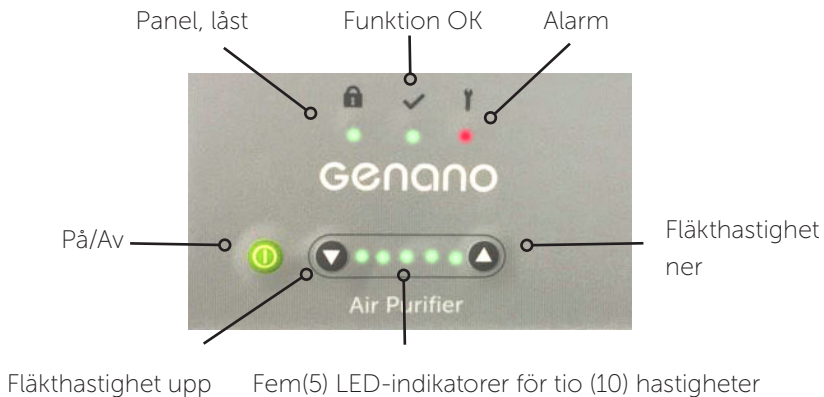 Panel, låst Funktion OK Alarm
Genano
På/Av
Fläkthastighet
ner
Air Purifier
Fläkthastighet upp Fem(5) LED-indikatorer för tio (10) hastigheter